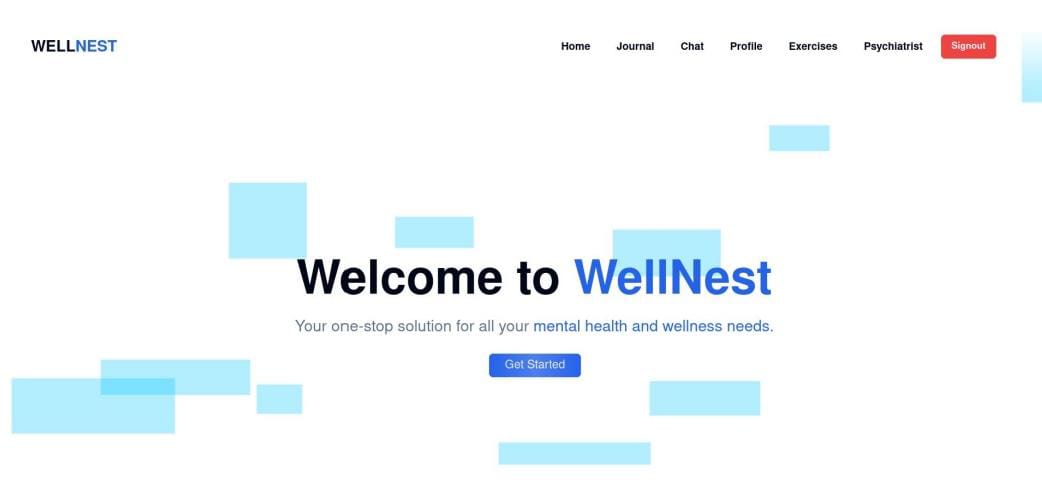 WELLNEST
Home Journal Chat Profile Exercises Psychiatrist Signout
Welcome to WellNest
Your one-stop solution for all your mental health and wellness needs.
Get Started